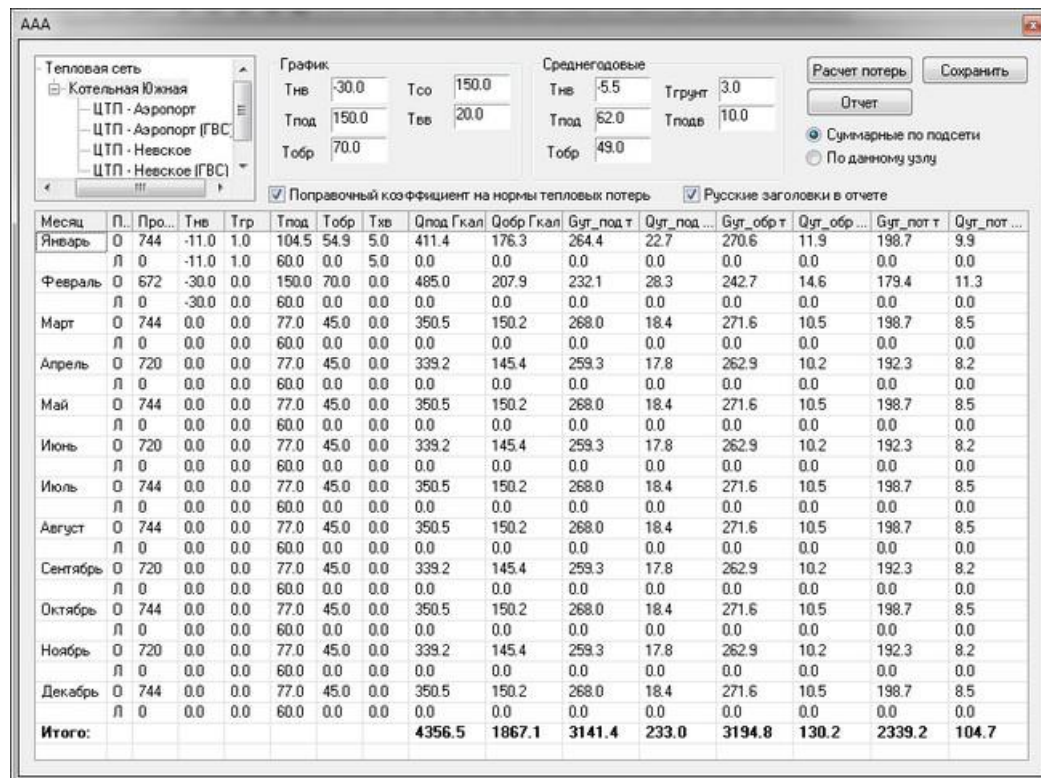 AAA
Тепловая сеть
Котельная Южная
ЦТП - Аэропорт
ЦТП - Аэропорт (ГВС)
ЦТП - Невское
ЦТП - Невское (ГВС)
График
Тнв -30.0 Тсо 150.0
Тпод 150.0 Твв 20.0
Тобр 70.0
Среднегодовые
Тнв -5.5 Тгрунт 3.0
Тпод 62.0 Тподв 10.0
Тобр 49.0
Расчет потерь Сохранить
Отчет
Суммарные по подсети
По данному узлу
Поправочный коэффициент на нормы тепловых потерь Русские заголовки в отчете
Месяц П... Про... Тнв Тгр Тпод Тобр Тхв Qпод Гкал Qобр Гкал Gут_под т Qут_под ... Gут_обр т Qут_обр ... Gут_пот т Qут_пот ...
Январь О 744 -11.0 1.0 104.5 54.9 5.0 411.4 176.3 264.4 22.7 270.6 11.9 198.7 9.9
Л 0 -11.0 1.0 60.0 0.0 5.0 0.0 0.0 0.0 0.0 0.0 0.0 0.0 0.0
Февраль О 672 -30.0 0.0 150.0 70.0 0.0 485.0 207.9 232.1 28.3 242.7 14.6 179.4 11.3
Л 0 -30.0 0.0 60.0 0.0 0.0 0.0 0.0 0.0 0.0 0.0 0.0 0.0 0.0
Март О 744 0.0 0.0 77.0 45.0 0.0 350.5 150.2 268.0 18.4 271.6 10.5 198.7 8.5
Л 0 0.0 0.0 60.0 0.0 0.0 0.0 0.0 0.0 0.0 0.0 0.0 0.0 0.0
Апрель О 720 0.0 0.0 77.0 45.0 0.0 339.2 145.4 259.3 17.8 262.9 10.2 192.3 8.2
Л 0 0.0 0.0 60.0 0.0 0.0 0.0 0.0 0.0 0.0 0.0 0.0 0.0 0.0
Май О 744 0.0 0.0 77.0 45.0 0.0 350.5 150.2 268.0 18.4 271.6 10.5 198.7 8.5
Л 0 0.0 0.0 60.0 0.0 0.0 0.0 0.0 0.0 0.0 0.0 0.0 0.0 0.0
Июнь О 720 0.0 0.0 77.0 45.0 0.0 339.2 145.4 259.3 17.8 262.9 10.2 192.3 8.2
Л 0 0.0 0.0 60.0 0.0 0.0 0.0 0.0 0.0 0.0 0.0 0.0 0.0 0.0
Июль О 744 0.0 0.0 77.0 45.0 0.0 350.5 150.2 268.0 18.4 271.6 10.5 198.7 8.5
Л 0 0.0 0.0 60.0 0.0 0.0 0.0 0.0 0.0 0.0 0.0 0.0 0.0 0.0
Август О 744 0.0 0.0 77.0 45.0 0.0 350.5 150.2 268.0 18.4 271.6 10.5 198.7 8.5
Л 0 0.0 0.0 60.0 0.0 0.0 0.0 0.0 0.0 0.0 0.0 0.0 0.0 0.0
Сентябрь О 720 0.0 0.0 77.0 45.0 0.0 339.2 145.4 259.3 17.8 262.9 10.2 192.3 8.2
Л 0 0.0 0.0 60.0 0.0 0.0 0.0 0.0 0.0 0.0 0.0 0.0 0.0 0.0
Октябрь О 744 0.0 0.0 77.0 45.0 0.0 350.5 150.2 268.0 18.4 271.6 10.5 198.7 8.5
Л 0 0.0 0.0 60.0 0.0 0.0 0.0 0.0 0.0 0.0 0.0 0.0 0.0 0.0
Ноябрь О 720 0.0 0.0 77.0 45.0 0.0 339.2 145.4 259.3 17.8 262.9 10.2 192.3 8.2
Л 0 0.0 0.0 60.0 0.0 0.0 0.0 0.0 0.0 0.0 0.0 0.0 0.0 0.0
Декабрь О 744 0.0 0.0 77.0 45.0 0.0 350.5 150.2 268.0 18.4 271.6 10.5 198.7 8.5
Л 0 0.0 0.0 60.0 0.0 0.0 0.0 0.0 0.0 0.0 0.0 0.0 0.0 0.0
Итого: 4356.5 1867.1 3141.4 233.0 3194.8 130.2 2339.2 104.7